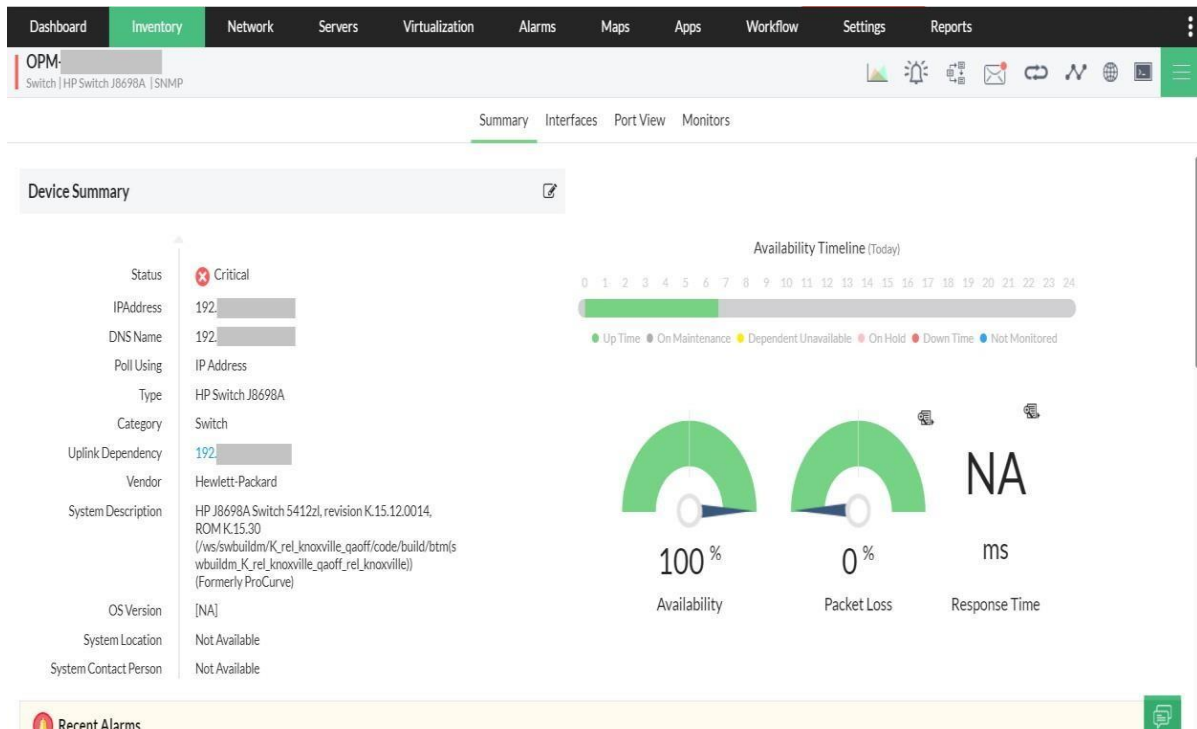 Dashboard Inventory Network Servers Virtualization Alarms Maps Apps Workflow Settings Reports
OPM-
Switch | HP Switch J8698A | SNMP
Summary Interfaces Port View Monitors
Device Summary
Status Critical
IPAddress 192.
DNS Name 192.
Poll Using IP Address
Type HP Switch J8698A
Category Switch
Uplink Dependency 192.
Vendor Hewlett-Packard
System Description HP J8698A Switch 5412zl, revision K.15.12.0014,
ROM K.15.30
(/ws/swbuildm/K_rel_knoxville_qaoff/code/build/btm(s
wbuildm_K_rel_knoxville_qaoff_rel_knoxville))
(Formerly ProCurve)
OS Version [NA]
System Location Not Available
System Contact Person Not Available
Availability Timeline (Today)
0 1 2 3 4 5 6 7 8 9 10 11 12 13 14 15 16 17 18 19 20 21 22 23 24
Up Time On Maintenance Dependent Unavailable On Hold Down Time Not Monitored
100 % 0 % NA
ms
Availability Packet Loss Response Time
Recent Alarms